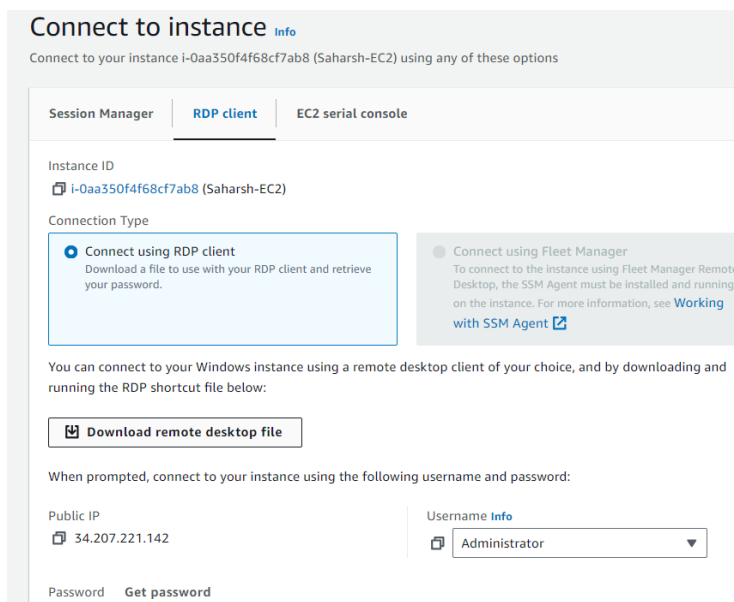 Connect to instance Info
Connect to your instance i-0aa350f4f68cf7ab8 (Saharsh-EC2) using any of these options
Session Manager
RDP client
EC2 serial console
Instance ID
i-0aa350f4f68cf7ab8 (Saharsh-EC2)
Connection Type
Connect using RDP client
Download a file to use with your RDP client and retrieve
your password.
Connect using Fleet Manager
To connect to the instance using Fleet Manager Remote
Desktop, the SSM Agent must be installed and running
on the instance. For more information, see Working
with SSM Agent
You can connect to your Windows instance using a remote desktop client of your choice, and by downloading and
running the RDP shortcut file below:
Download remote desktop file
When prompted, connect to your instance using the following username and password:
Public IP
34.207.221.142
Username Info
Administrator
Password Get password